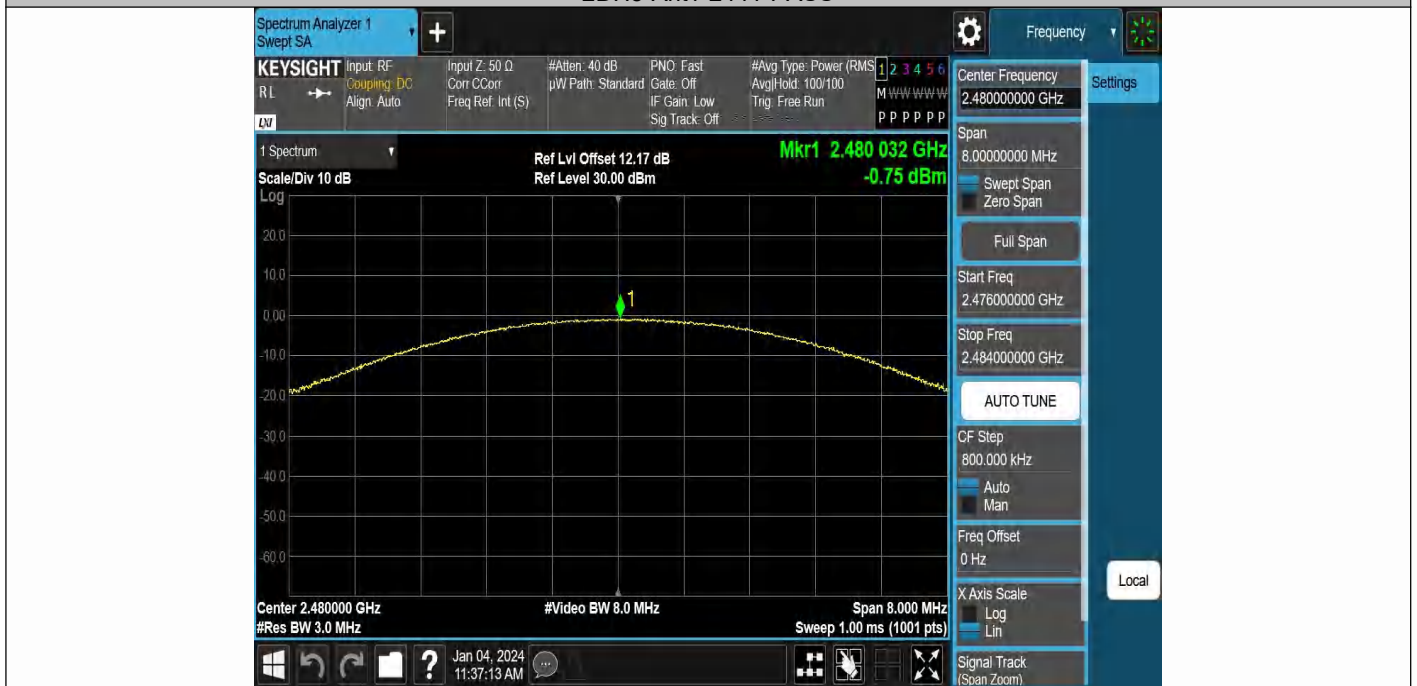 Spectrum Analyzer 1
Swept SA
+
Frequency
KEYSIGHT
RL
LXI
Input: RF
Coupling: DC
Align: Auto
Input Z: 50 Ω
Corr CCorr
Freq Ref: Int (S)
#Atten: 40 dB
µW Path: Standard
PNO: Fast
Gate: Off
IF Gain: Low
Sig Track: Off
#Avg Type: Power (RMS
Avg|Hold: 100/100
Trig: Free Run
1 2 3 4 5 6
M W W W W W
P P P P P P
1 Spectrum
Scale/Div 10 dB
Log
Ref Lvl Offset 12.17 dB
Ref Level 30.00 dBm
Mkr1 2.480 032 GHz
-0.75 dBm
20.0
10.0
0.00
-10.0
-20.0
-30.0
-40.0
-50.0
-60.0
1
Center 2.480000 GHz
#Res BW 3.0 MHz
#Video BW 8.0 MHz
Span 8.000 MHz
Sweep 1.00 ms (1001 pts)
Center Frequency
2.480000000 GHz
Span
8.00000000 MHz
Swept Span
Zero Span
Full Span
Start Freq
2.476000000 GHz
Stop Freq
2.484000000 GHz
AUTO TUNE
CF Step
800.000 kHz
Auto
Man
Freq Offset
0 Hz
X Axis Scale
Log
Lin
Signal Track
(Span Zoom)
Settings
Local
?
Jan 04, 2024
11:37:13 AM